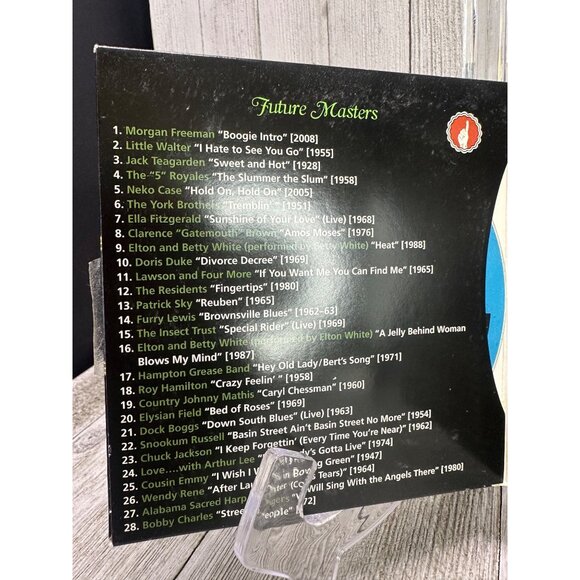 Future Masters
1. Morgan Freeman "Boogie Intro" [2008]
2. Little Walter "I Hate to See You Go" [1955]
3. Jack Teagarden "Sweet and Hot" [1928]
4. The "5" Royales "The Slummer the Slum" [1958]
5. Neko Case "Hold On, Hold On" [2005]
6. The York Brothers "Tremblin'" [1951]
7. Ella Fitzgerald "Sunshine of Your Love" (Live) [1968]
8. Clarence "Gatemouth" Brown "Amos Moses" [1976]
9. Elton and Betty White (performed by Betty White) "Heat" [1988]
10. Doris Duke "Divorce Decree" [1969]
11. Lawson and Four More "If You Want Me You Can Find Me" [1965]
12. The Residents "Fingertips" [1980]
13. Patrick Sky "Reuben" [1965]
14. Furry Lewis "Brownsville Blues" [1962–63]
15. The Insect Trust "Special Rider" (Live) [1969]
16. Elton and Betty White (performed by Elton White) "A Jelly Behind Woman
Blows My Mind" [1987]
17. Hampton Grease Band "Hey Old Lady/Bert's Song" [1971]
18. Roy Hamilton "Crazy Feelin'" [1958]
19. Country Johnny Mathis "Caryl Chessman" [1960]
20. Elysian Field "Bed of Roses" [1969]
21. Dock Boggs "Down South Blues" (Live) [1963]
22. Snookum Russell "Basin Street Ain't Basin Street No More" [1954]
23. Chuck Jackson "I Keep Forgettin' (Every Time You're Near)" [1962]
24. Love....with Arthur Lee Gotta Live" [1974]
25. Cousin Emmy "I Wish I Green" [1947]
26. Wendy Rene "After Tears)" [1964]
27. Alabama Sacred Harp Will Sing With the Angels There" [1980]
28. Bobby Charles